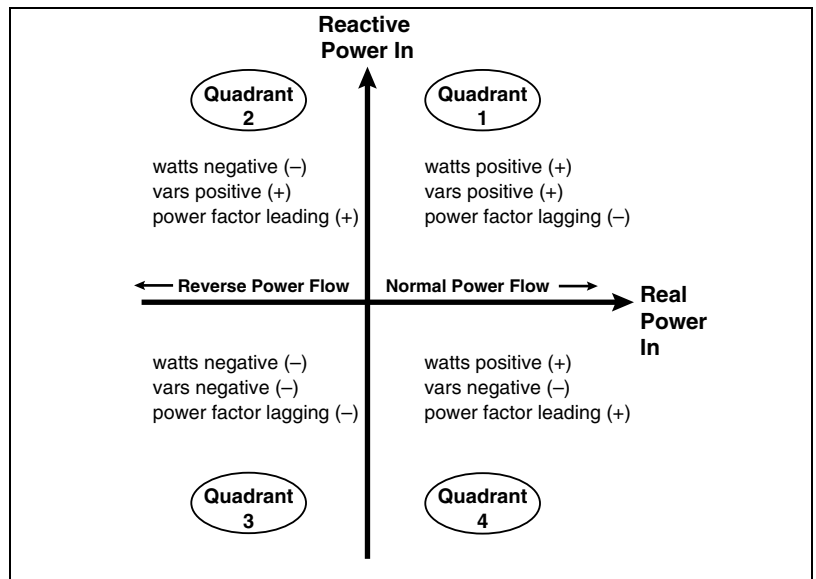 Reactive
Power In
Quadrant
2
Quadrant
1
watts negative (–)
vars positive (+)
power factor leading (+)
watts positive (+)
vars positive (+)
power factor lagging (–)
Reverse Power Flow
Normal Power Flow
Real
Power
In
watts negative (–)
vars negative (–)
power factor lagging (–)
watts positive (+)
vars negative (–)
power factor leading (+)
Quadrant
3
Quadrant
4